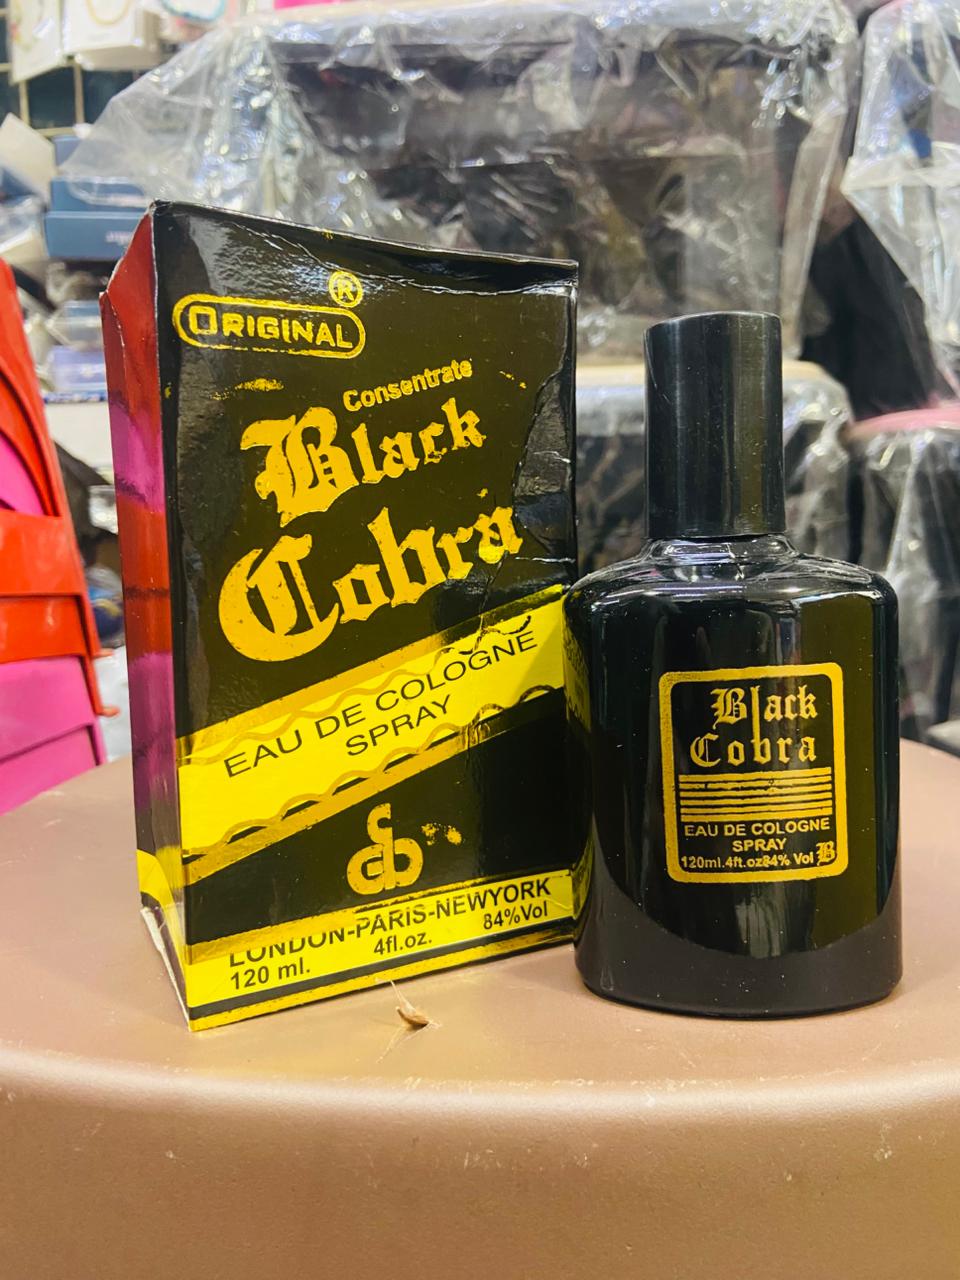 ORIGINAL ®
Consentrate
Black
Cobra
EAU DE COLOGNE
SPRAY
LONDON-PARiS-NEWYORK
120 ml. 4fl.oz. 84%Vol
Black
Cobra
EAU DE COLOGNE
SPRAY
120ml.4ft.oz84% Vol B